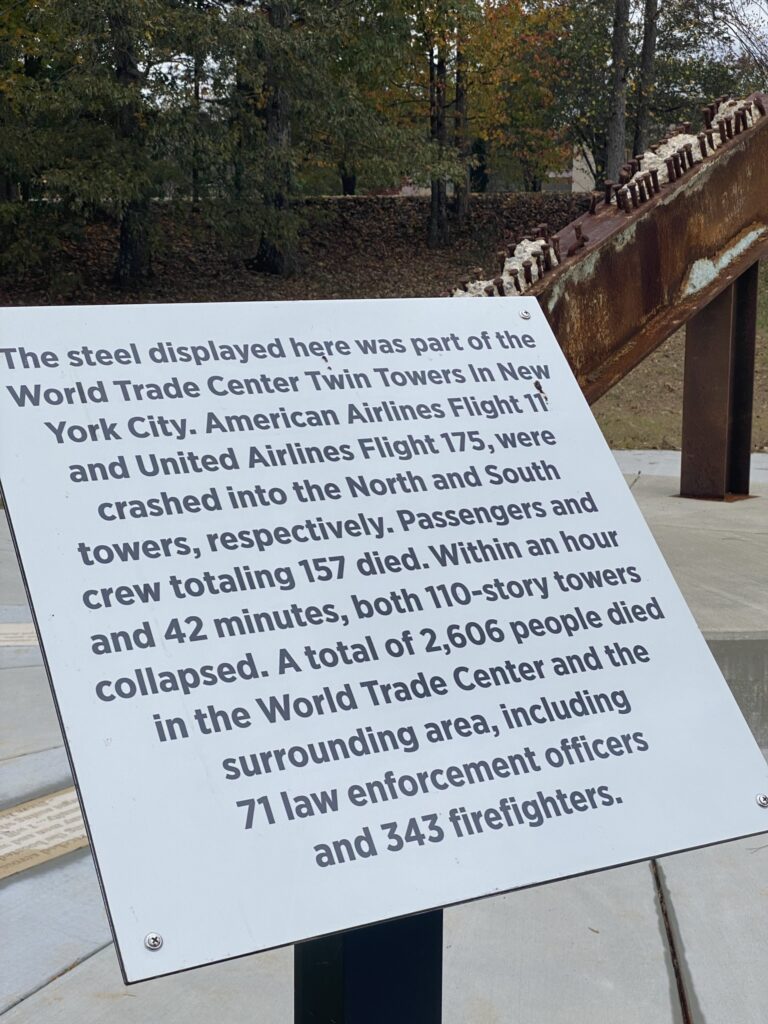 The steel displayed here was part of the
World Trade Center Twin Towers In New
York City. American Airlines Flight 11
and United Airlines Flight 175, were
crashed into the North and South
towers, respectively. Passengers and
crew totaling 157 died. Within an hour
and 42 minutes, both 110-story towers
collapsed. A total of 2,606 people died
in the World Trade Center and the
surrounding area, including
71 law enforcement officers
and 343 firefighters.